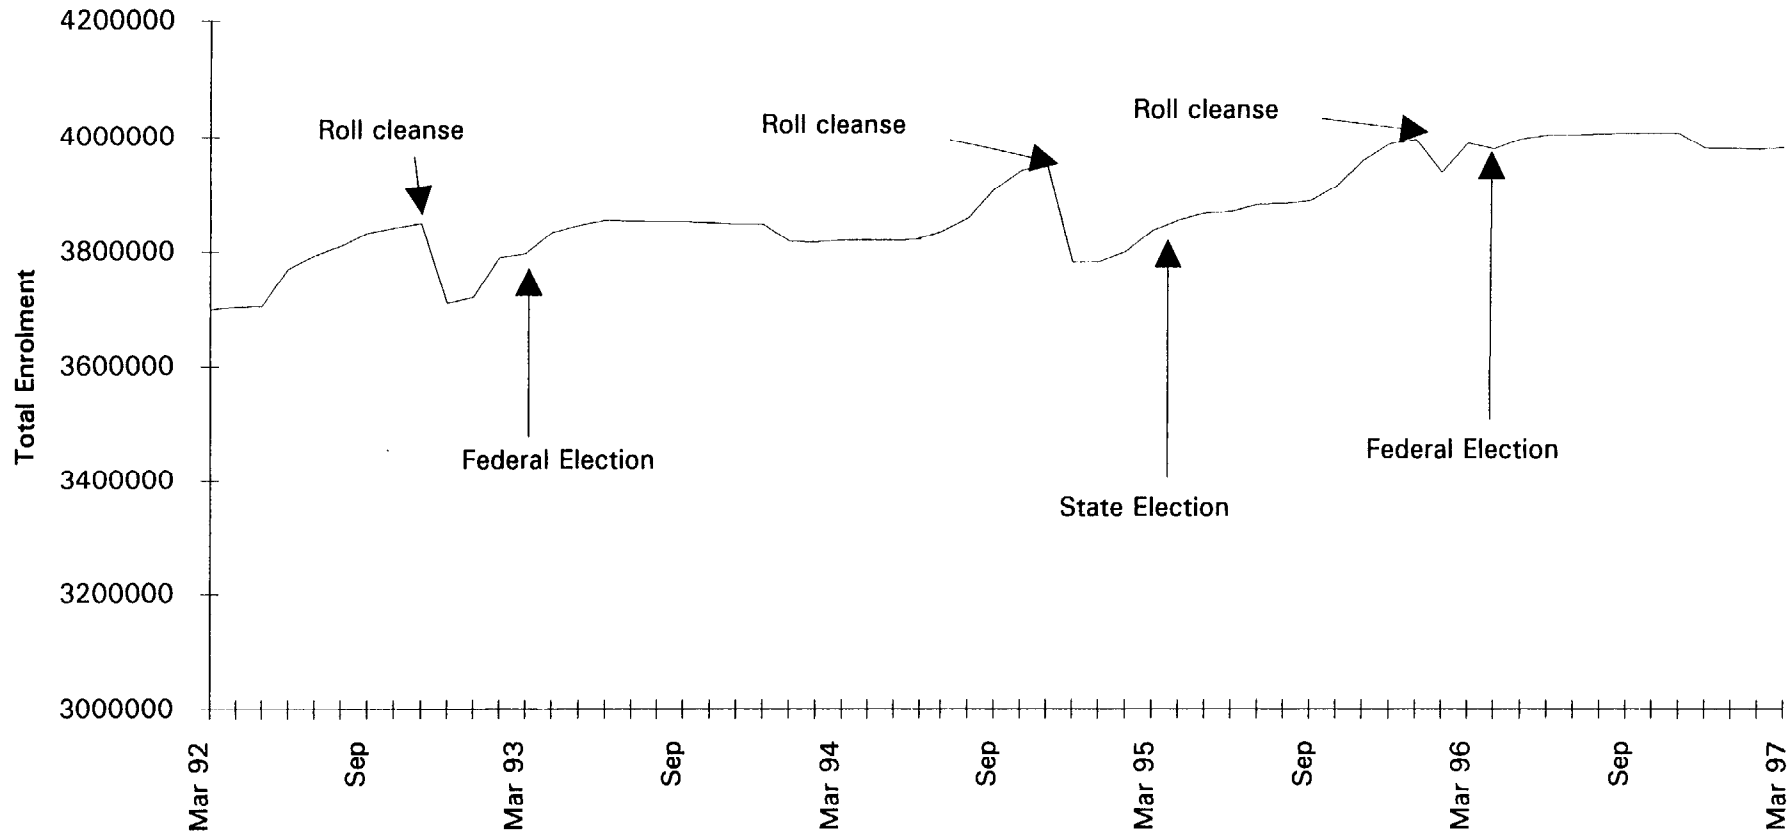 4200000
4000000
3800000
3600000
3400000
3200000
3000000
Total Enrolment
Roll cleanse
Roll cleanse
Roll cleanse
Federal Election
State Election
Federal Election
Mar 92
Sep
Mar 93
Sep
Mar 94
Sep
Mar 95
Sep
Mar 96
Sep
Mar 97